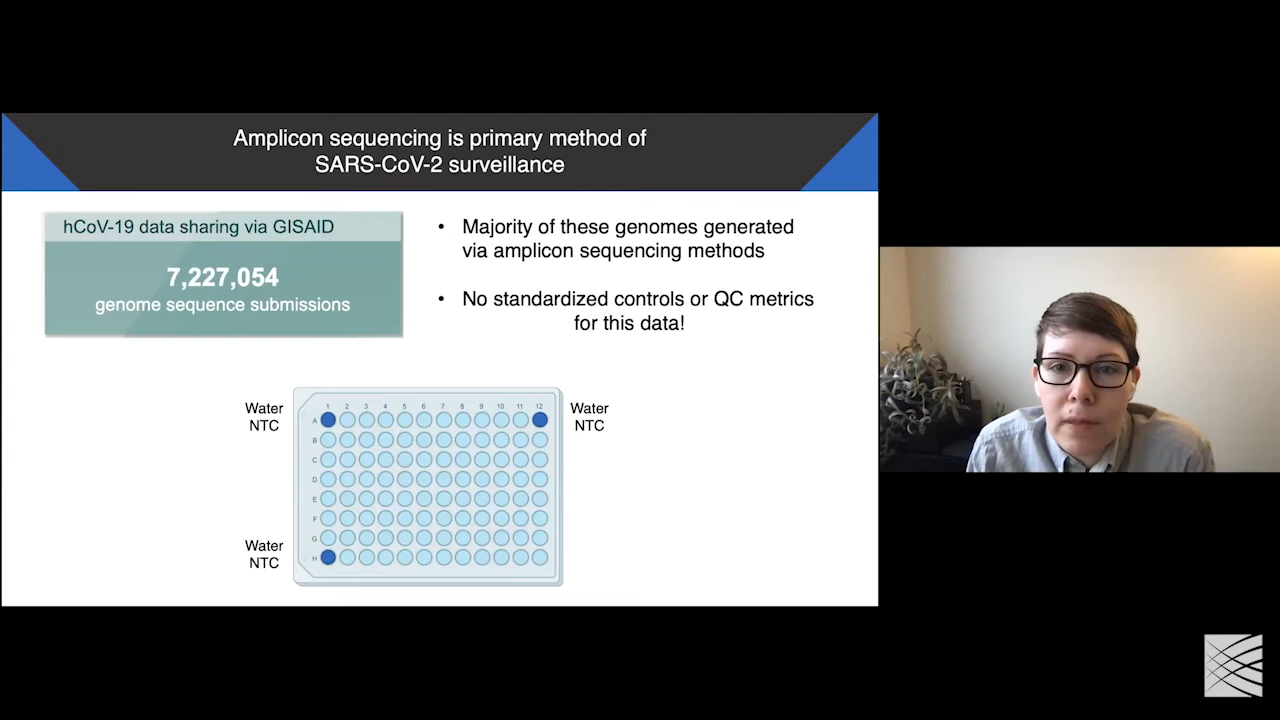 Amplicon sequencing is primary method of
SARS-CoV-2 surveillance
hCoV-19 data sharing via GISAID
7,227,054
genome sequence submissions
• Majority of these genomes generated
via amplicon sequencing methods
• No standardized controls or QC metrics
for this data!
Water
NTC
Water
NTC
1 2 3 4 5 6 7 8 9 10 11 12
A
B
C
D
E
F
G
H
Water
NTC